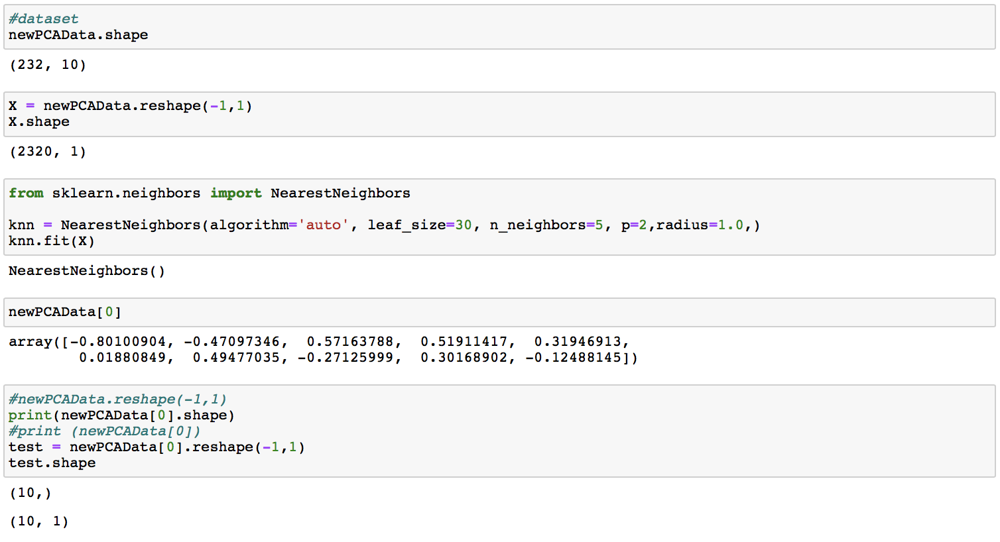 #dataset
newPCAData.shape
(232, 10)
X = newPCAData.reshape(-1,1)
X.shape
(2320, 1)
from sklearn.neighbors import NearestNeighbors
knn = NearestNeighbors(algorithm='auto', leaf_size=30, n_neighbors=5, p=2,radius=1.0,)
knn.fit(X)
NearestNeighbors()
newPCAData[0]
array([-0.80100904, -0.47097346,  0.57163788,  0.51911417,  0.31946913,
        0.01880849,  0.49477035, -0.27125999,  0.30168902, -0.12488145])
#newPCAData.reshape(-1,1)
print(newPCAData[0].shape)
#print (newPCAData[0])
test = newPCAData[0].reshape(-1,1)
test.shape
(10,)
(10, 1)